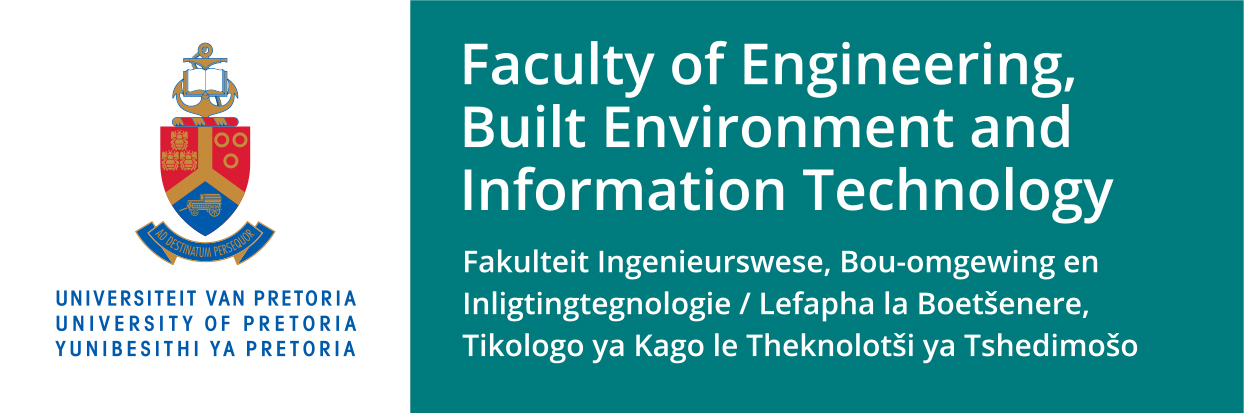 AD DESTINATUM PERSEQUOR
UNIVERSITEIT VAN PRETORIA
UNIVERSITY OF PRETORIA
YUNIBESITHI YA PRETORIA
Faculty of Engineering,
Built Environment and
Information Technology
Fakulteit Ingenieurswese, Bou-omgewing en
Inligtingtegnologie / Lefapha la Boetšenere,
Tikologo ya Kago le Theknolotši ya Tshedimošo